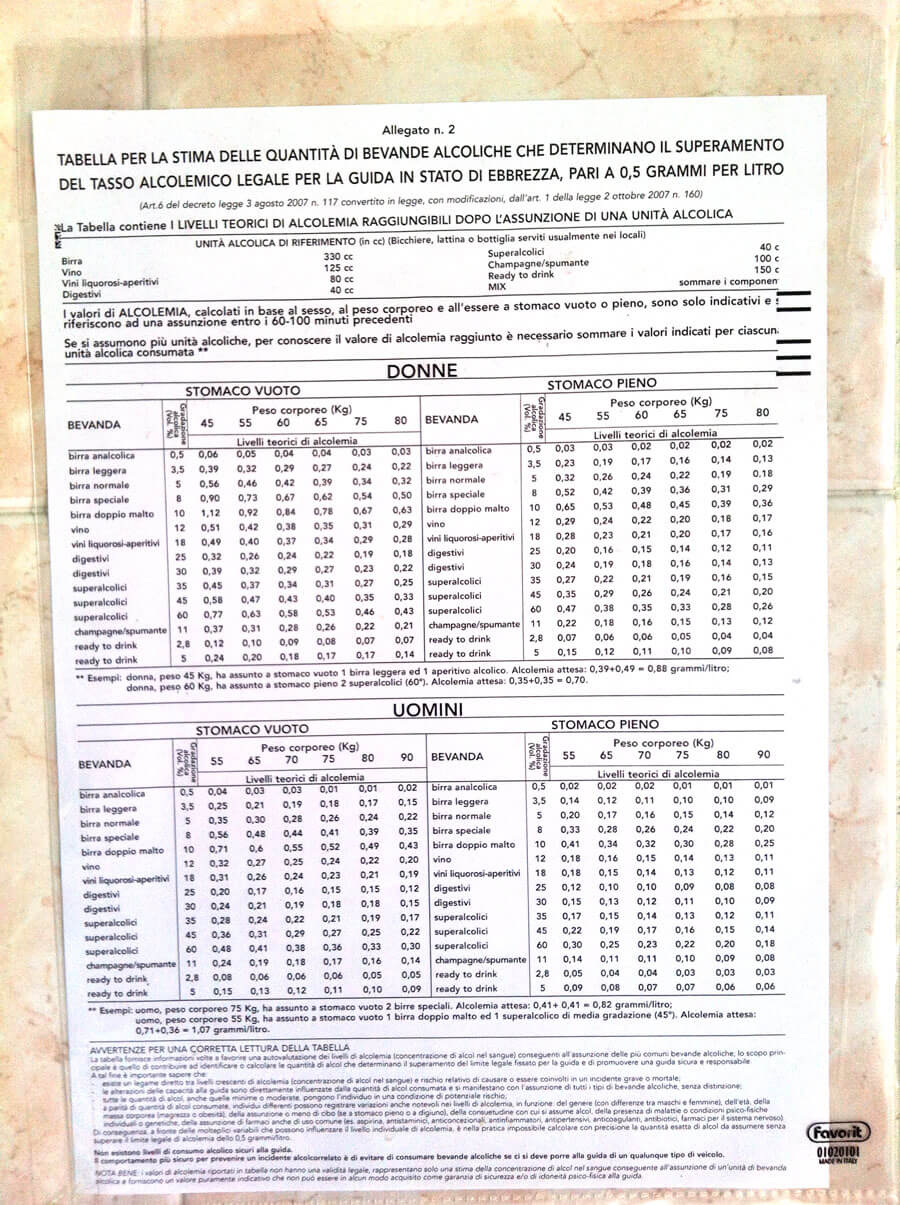 Allegato n. 2
TABELLA PER LA STIMA DELLE QUANTITÀ DI BEVANDE ALCOLICHE CHE DETERMINANO IL SUPERAMENTO
DEL TASSO ALCOLEMICO LEGALE PER LA GUIDA IN STATO DI EBBREZZA, PARI A 0,5 GRAMMI PER LITRO
(Art.6 del decreto legge 3 agosto 2007 n. 117 convertito in legge, con modificazioni, dall'art. 1 della legge 2 ottobre 2007 n. 160)
La Tabella contiene I LIVELLI TEORICI DI ALCOLEMIA RAGGIUNGIBILI DOPO L'ASSUNZIONE DI UNA UNITÀ ALCOLICA
UNITÀ ALCOLICA DI RIFERIMENTO (in cc) (Bicchiere, lattina o bottiglia serviti usualmente nei locali)
Birra 330 cc Superalcolici 40 c
Vino 125 cc Champagne/spumante 100 c
Vini liquorosi-aperitivi 80 cc Ready to drink 150 c
Digestivi 40 cc MIX sommare i componen
I valori di ALCOLEMIA, calcolati in base al sesso, al peso corporeo e all'essere a stomaco vuoto o pieno, sono solo indicativi e s
riferiscono ad una assunzione entro i 60-100 minuti precedenti
Se si assumono più unità alcoliche, per conoscere il valore di alcolemia raggiunto è necessario sommare i valori indicati per ciascun
unità alcolica consumata **
DONNE
STOMACO VUOTO STOMACO PIENO
BEVANDA Gradazione alcolica (Vol. %) Peso corporeo (Kg) BEVANDA Gradazione alcolica (Vol. %) Peso corporeo (Kg)
45 55 60 65 75 80 45 55 60 65 75 80
Livelli teorici di alcolemia Livelli teorici di alcolemia
birra analcolica 0,5 0,06 0,05 0,04 0,04 0,03 0,03 birra analcolica 0,5 0,03 0,03 0,02 0,02 0,02 0,02
birra leggera 3,5 0,39 0,32 0,29 0,27 0,24 0,22 birra leggera 3,5 0,23 0,19 0,17 0,16 0,14 0,13
birra normale 5 0,56 0,46 0,42 0,39 0,34 0,32 birra normale 5 0,32 0,26 0,24 0,22 0,19 0,18
birra speciale 8 0,90 0,73 0,67 0,62 0,54 0,50 birra speciale 8 0,52 0,42 0,39 0,36 0,31 0,29
birra doppio malto 10 1,12 0,92 0,84 0,78 0,67 0,63 birra doppio malto 10 0,65 0,53 0,48 0,45 0,39 0,36
vino 12 0,51 0,42 0,38 0,35 0,31 0,29 vino 12 0,29 0,24 0,22 0,20 0,18 0,17
vini liquorosi-aperitivi 18 0,49 0,40 0,37 0,34 0,29 0,28 vini liquorosi-aperitivi 18 0,28 0,23 0,21 0,20 0,17 0,16
digestivi 25 0,32 0,26 0,24 0,22 0,19 0,18 digestivi 25 0,20 0,16 0,15 0,14 0,12 0,11
digestivi 30 0,39 0,32 0,29 0,27 0,23 0,22 digestivi 30 0,24 0,19 0,18 0,16 0,14 0,13
superalcolici 35 0,45 0,37 0,34 0,31 0,27 0,25 superalcolici 35 0,27 0,22 0,21 0,19 0,16 0,15
superalcolici 45 0,58 0,47 0,43 0,40 0,35 0,33 superalcolici 45 0,35 0,29 0,26 0,24 0,21 0,20
superalcolici 60 0,77 0,63 0,58 0,53 0,46 0,43 superalcolici 60 0,47 0,38 0,35 0,33 0,28 0,26
champagne/spumante 11 0,37 0,31 0,28 0,26 0,22 0,21 champagne/spumante 11 0,22 0,18 0,16 0,15 0,13 0,12
ready to drink 2,8 0,12 0,10 0,09 0,08 0,07 0,07 ready to drink 2,8 0,07 0,06 0,06 0,05 0,04 0,04
ready to drink 5 0,24 0,20 0,18 0,17 0,17 0,14 ready to drink 5 0,15 0,12 0,11 0,10 0,09 0,08
** Esempi: donna, peso 45 Kg, ha assunto a stomaco vuoto 1 birra leggera ed 1 aperitivo alcolico. Alcolemia attesa: 0,39+0,49 = 0,88 grammi/litro;
donna, peso 60 Kg, ha assunto a stomaco pieno 2 superalcolici (60°). Alcolemia attesa: 0,35+0,35 = 0,70.
UOMINI
STOMACO VUOTO STOMACO PIENO
BEVANDA Gradazione alcolica (Vol. %) Peso corporeo (Kg) BEVANDA Gradazione alcolica (Vol. %) Peso corporeo (Kg)
55 65 70 75 80 90 55 65 70 75 80 90
Livelli teorici di alcolemia Livelli teorici di alcolemia
birra analcolica 0,5 0,04 0,03 0,03 0,01 0,01 0,02 birra analcolica 0,5 0,02 0,02 0,02 0,01 0,01 0,01
birra leggera 3,5 0,25 0,21 0,19 0,18 0,17 0,15 birra leggera 3,5 0,14 0,12 0,11 0,10 0,10 0,09
birra normale 5 0,35 0,30 0,28 0,26 0,24 0,22 birra normale 5 0,20 0,17 0,16 0,15 0,14 0,12
birra speciale 8 0,56 0,48 0,44 0,41 0,39 0,35 birra speciale 8 0,33 0,28 0,26 0,24 0,22 0,20
birra doppio malto 10 0,71 0,6 0,55 0,52 0,49 0,43 birra doppio malto 10 0,41 0,34 0,32 0,30 0,28 0,25
vino 12 0,32 0,27 0,25 0,24 0,22 0,20 vino 12 0,18 0,16 0,15 0,14 0,13 0,11
vini liquorosi-aperitivi 18 0,31 0,26 0,24 0,23 0,21 0,19 vini liquorosi-aperitivi 18 0,18 0,15 0,14 0,13 0,12 0,11
digestivi 25 0,20 0,17 0,16 0,15 0,15 0,12 digestivi 25 0,12 0,10 0,10 0,09 0,08 0,08
digestivi 30 0,24 0,21 0,19 0,18 0,18 0,15 digestivi 30 0,15 0,13 0,12 0,11 0,10 0,09
superalcolici 35 0,28 0,24 0,22 0,21 0,19 0,17 superalcolici 35 0,17 0,15 0,14 0,13 0,12 0,11
superalcolici 45 0,36 0,31 0,29 0,27 0,25 0,22 superalcolici 45 0,22 0,19 0,17 0,16 0,15 0,14
superalcolici 60 0,48 0,41 0,38 0,36 0,33 0,30 superalcolici 60 0,30 0,25 0,23 0,22 0,20 0,18
champagne/spumante 11 0,24 0,19 0,18 0,17 0,16 0,14 champagne/spumante 11 0,14 0,11 0,11 0,10 0,09 0,08
ready to drink 2,8 0,08 0,06 0,06 0,06 0,05 0,05 ready to drink 2,8 0,05 0,04 0,04 0,03 0,03 0,03
ready to drink 5 0,15 0,13 0,12 0,11 0,10 0,09 ready to drink 5 0,09 0,08 0,07 0,07 0,06 0,06
** Esempi: uomo, peso corporeo 75 Kg, ha assunto a stomaco vuoto 2 birre speciali. Alcolemia attesa: 0,41+ 0,41 = 0,82 grammi/litro;
uomo, peso corporeo 55 Kg, ha assunto a stomaco vuoto 1 birra doppio malto ed 1 superalcolico di media gradazione (45°). Alcolemia attesa:
0,71+0,36 = 1,07 grammi/litro.
AVVERTENZE PER UNA CORRETTA LETTURA DELLA TABELLA
La tabella fornisce informazioni volte a favorire una autovalutazione dei livelli di alcolemia (concentrazione di alcol nel sangue) conseguenti all'assunzione delle più comuni bevande alcoliche; lo scopo prin-
cipale è quello di contribuire ad identificare o calcolare le quantità di alcol che determinano il superamento del limite legale di alcolemia fissato per la guida e di promuovere una guida sicura e responsabile.
A tal fine è importante sapere che:
esiste un legame diretto tra livelli crescenti di alcolemia (concentrazione di alcol nel sangue) e rischio relativo di causare o essere coinvolti in un incidente grave o mortale;
le alterazioni delle capacità alla guida sono direttamente influenzate dalla quantità di alcol consumata e si manifestano con l'assunzione di tutti i tipi di bevande alcoliche, senza distinzione;
tutte le quantità di alcol, anche quelle minime o moderate, pongono l'individuo in una condizione di potenziale rischio;
a parità di quantità di alcol consumate, individui differenti possono registrare variazioni anche notevoli nei livelli di alcolemia, in funzione: del genere (con differenze tra maschi e femmine), dell'età, della
massa corporea (magrezza o obesità), della assunzione o meno di cibo (se a stomaco pieno o a digiuno), della consuetudine con cui si assume alcol, della presenza di malattie o condizioni psico-fisiche
individuali o genetiche, della assunzione di farmaci anche di uso comune (es. aspirina, antistaminici, anticoncezionali, antinfiammatori, antipertensivi, anticoagulanti, antibiotici, farmaci per il sistema nervoso).
Di conseguenza, a fronte delle molteplici variabili che possono influenzare il livello individuale di alcolemia, è nella pratica impossibile calcolare con precisione la quantità esatta di alcol da assumere senza
superare il limite legale di alcolemia dello 0,5 grammi/litro.
Non esistono livelli di consumo alcolico sicuri alla guida.
Il comportamento più sicuro per prevenire un incidente alcolcorrelato è di evitare di consumare bevande alcoliche se si deve porre alla guida di un qualunque tipo di veicolo.
NOTA BENE: i valori di alcolemia riportati in tabella non hanno una validità legale, rappresentano solo una stima della concentrazione di alcol nel sangue conseguente all'assunzione di un'unità di bevanda
alcolica e forniscono un valore puramente indicativo che non può essere in alcun modo acquisito come garanzia di sicurezza e/o di idoneità psico-fisica alla guida.
Favorit
01020101
MADE IN ITALY